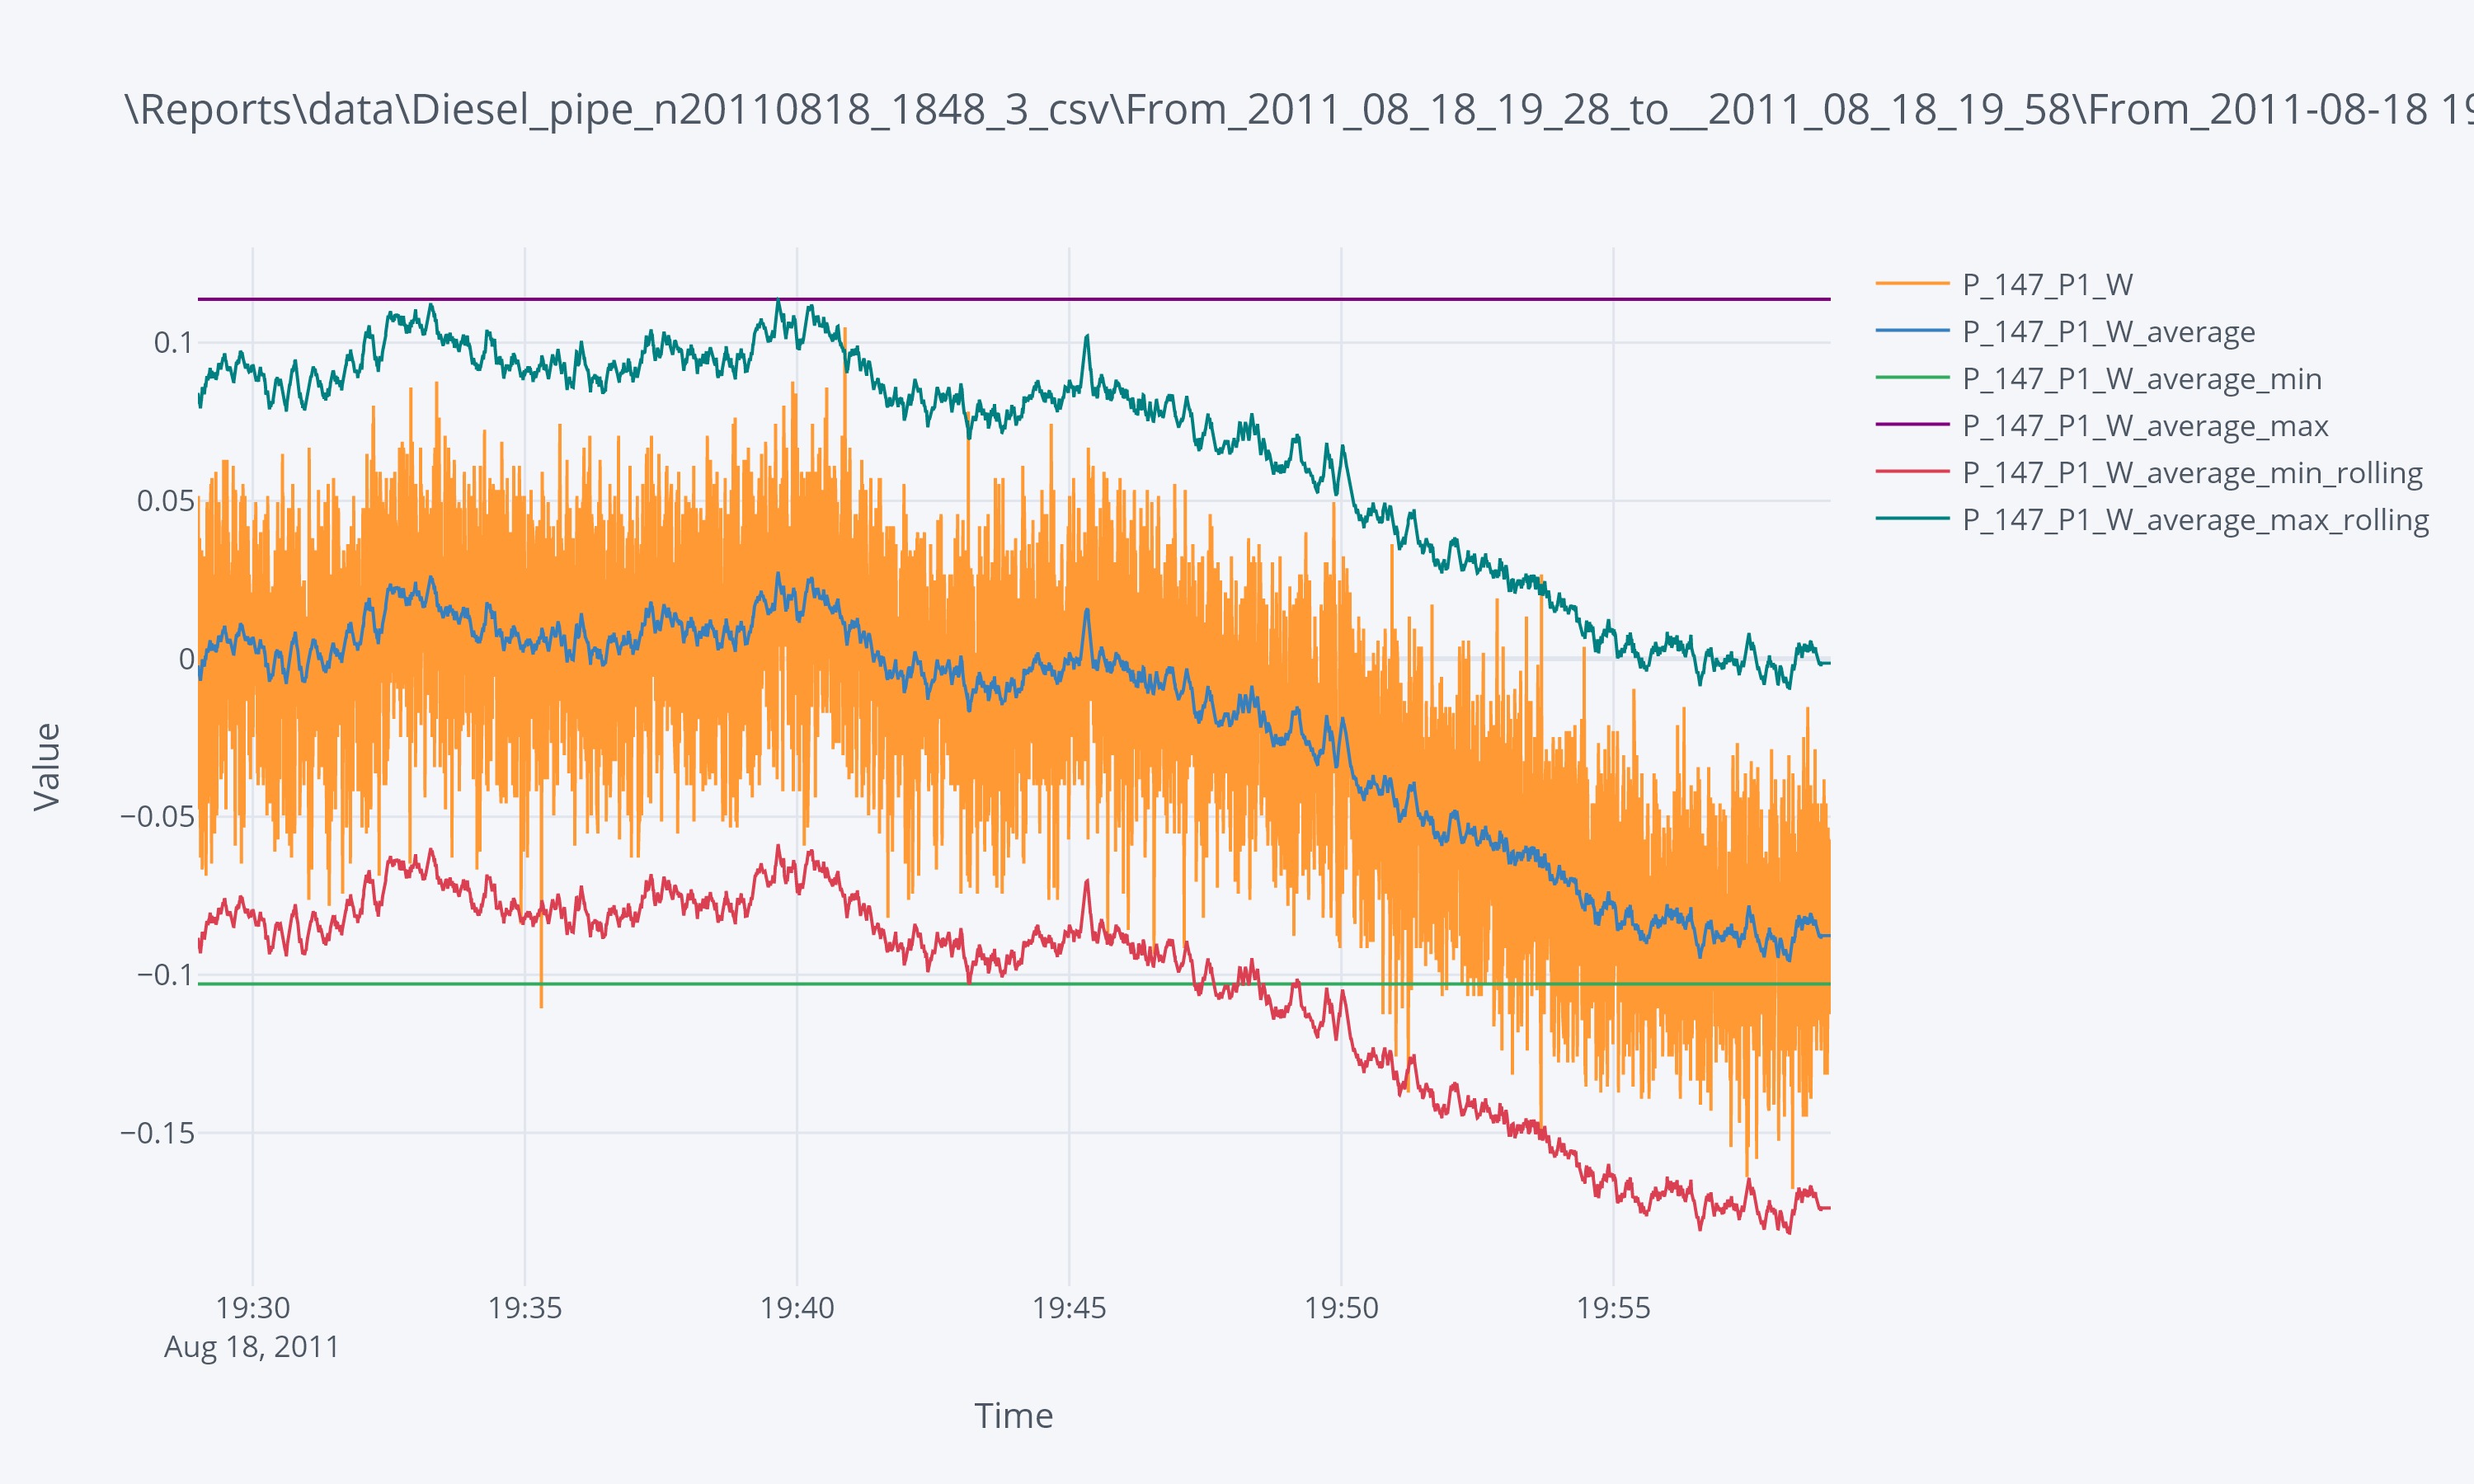 \Reports\data\Diesel_pipe_n20110818_1848_3_csv\From_2011_08_18_19_28_to__2011_08_18_19_58\From_2011-08-18 19
P_147_P1_W
P_147_P1_W_average
P_147_P1_W_average_min
P_147_P1_W_average_max
P_147_P1_W_average_min_rolling
P_147_P1_W_average_max_rolling
0.1
0.05
0
−0.05
−0.1
−0.15
Value
19:30 19:35 19:40 19:45 19:50 19:55
Aug 18, 2011
Time